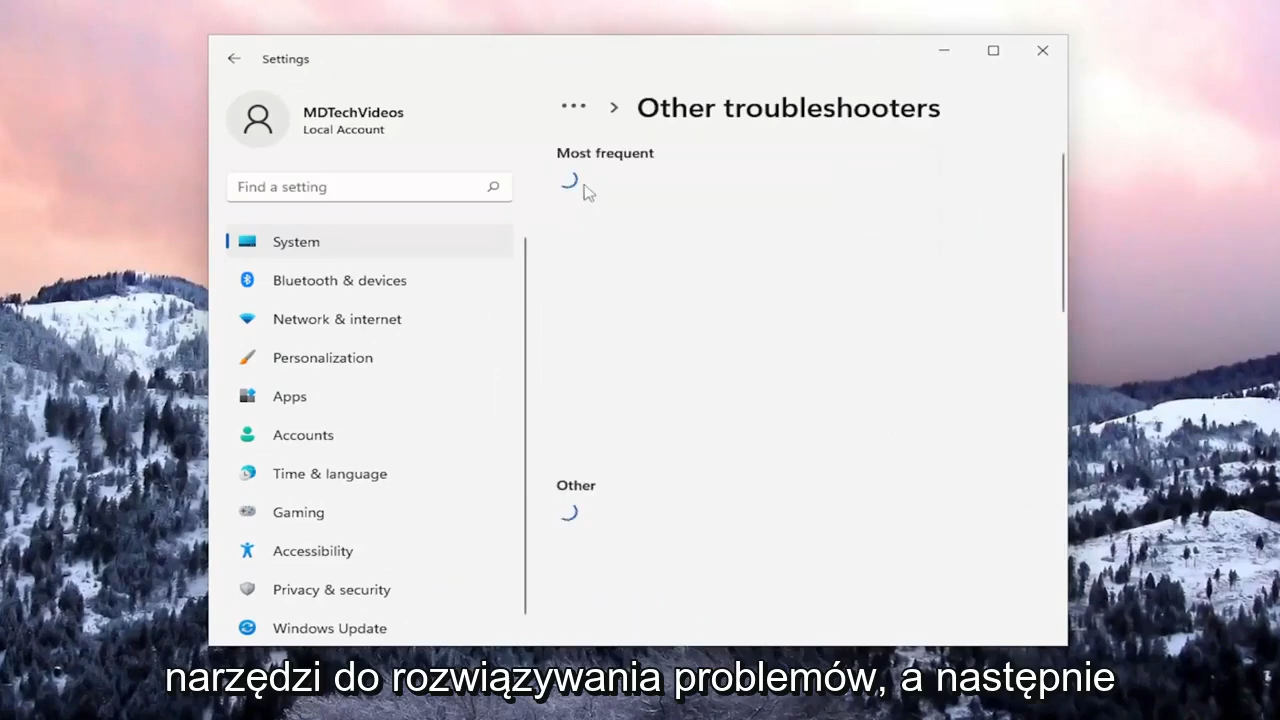 Settings
MDTechVideos
Local Account
Find a setting
System
Bluetooth & devices
Network & internet
Personalization
Apps
Accounts
Time & language
Gaming
Accessibility
Privacy & security
Windows Update
... > Other troubleshooters
Most frequent
Other
narzędzi do rozwiązywania problemów, a następnie